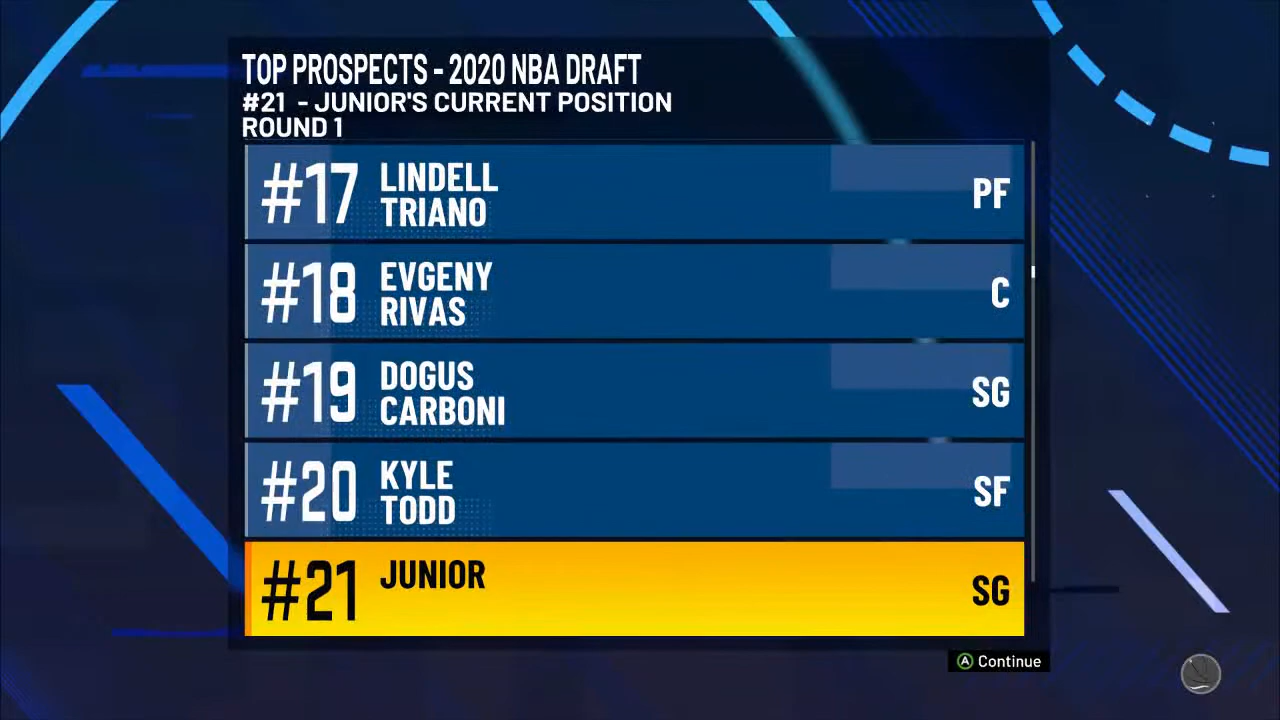 TOP PROSPECTS - 2020 NBA DRAFT
#21 - JUNIOR'S CURRENT POSITION
ROUND 1
#17 LINDELL TRIANO PF
#18 EVGENY RIVAS C
#19 DOGUS CARBONI SG
#20 KYLE TODD SF
#21 JUNIOR SG
A Continue